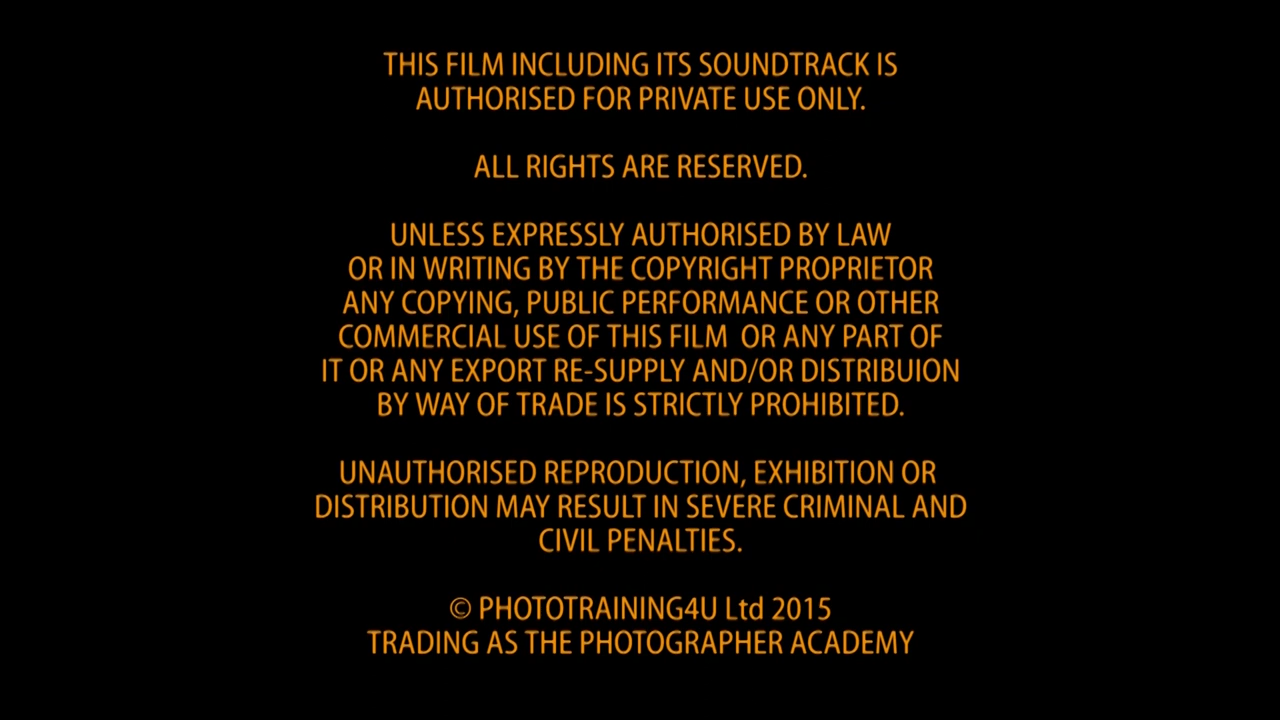 THIS FILM INCLUDING ITS SOUNDTRACK IS
AUTHORISED FOR PRIVATE USE ONLY.
ALL RIGHTS ARE RESERVED.
UNLESS EXPRESSLY AUTHORISED BY LAW
OR IN WRITING BY THE COPYRIGHT PROPRIETOR
ANY COPYING, PUBLIC PERFORMANCE OR OTHER
COMMERCIAL USE OF THIS FILM  OR ANY PART OF
IT OR ANY EXPORT RE-SUPPLY AND/OR DISTRIBUION
BY WAY OF TRADE IS STRICTLY PROHIBITED.
UNAUTHORISED REPRODUCTION, EXHIBITION OR
DISTRIBUTION MAY RESULT IN SEVERE CRIMINAL AND
CIVIL PENALTIES.
© PHOTOTRAINING4U Ltd 2015
TRADING AS THE PHOTOGRAPHER ACADEMY